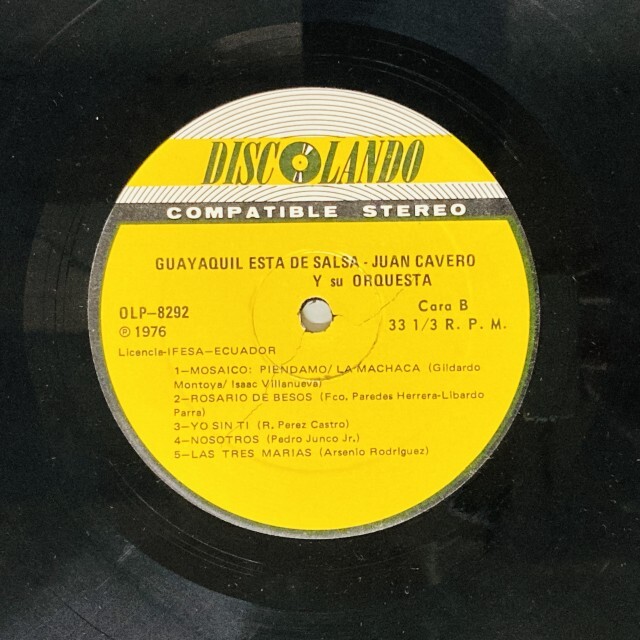 DISCOLANDO
COMPATIBLE STEREO
GUAYAQUIL ESTA DE SALSA - JUAN CAVERO
Y su ORQUESTA
OLP-8292
Cara B
℗ 1976
33 1/3 R. P. M.
Licencia-IFESA-ECUADOR
1-MOSAICO: PIENDAMO/ LA MACHACA (Gildardo
Montoya/ Isaac Villanueva)
2-ROSARIO DE BESOS (Fco. Paredes Herrera-Libardo
Parra)
3-YO SIN TI (R. Perez Castro)
4-NOSOTROS (Pedro Junco Jr.)
5-LAS TRES MARIAS (Arsenio Rodriguez)